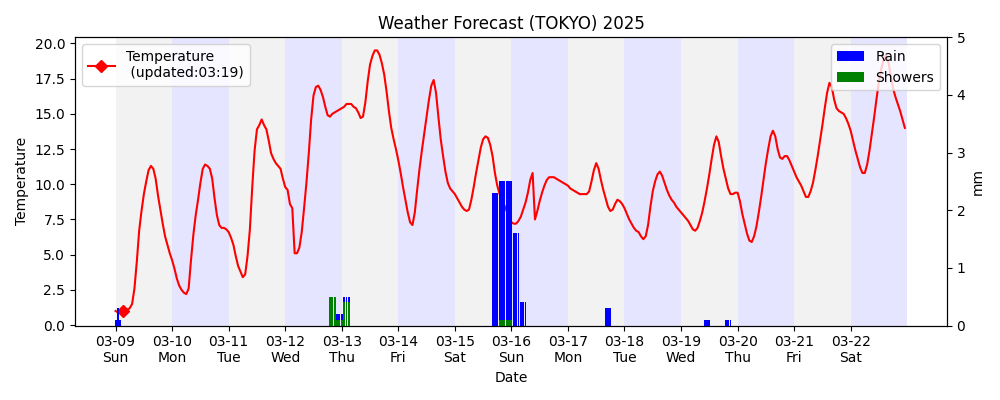 Weather Forecast (TOKYO) 2025
Temperature
(updated:03:19)
Rain
Showers
20.0
17.5
15.0
12.5
10.0
7.5
5.0
2.5
0.0
Temperature
5
4
3
2
1
0
mm
03-09 03-10 03-11 03-12 03-13 03-14 03-15 03-16 03-17 03-18 03-19 03-20 03-21 03-22
Sun Mon Tue Wed Thu Fri Sat Sun Mon Tue Wed Thu Fri Sat
Date